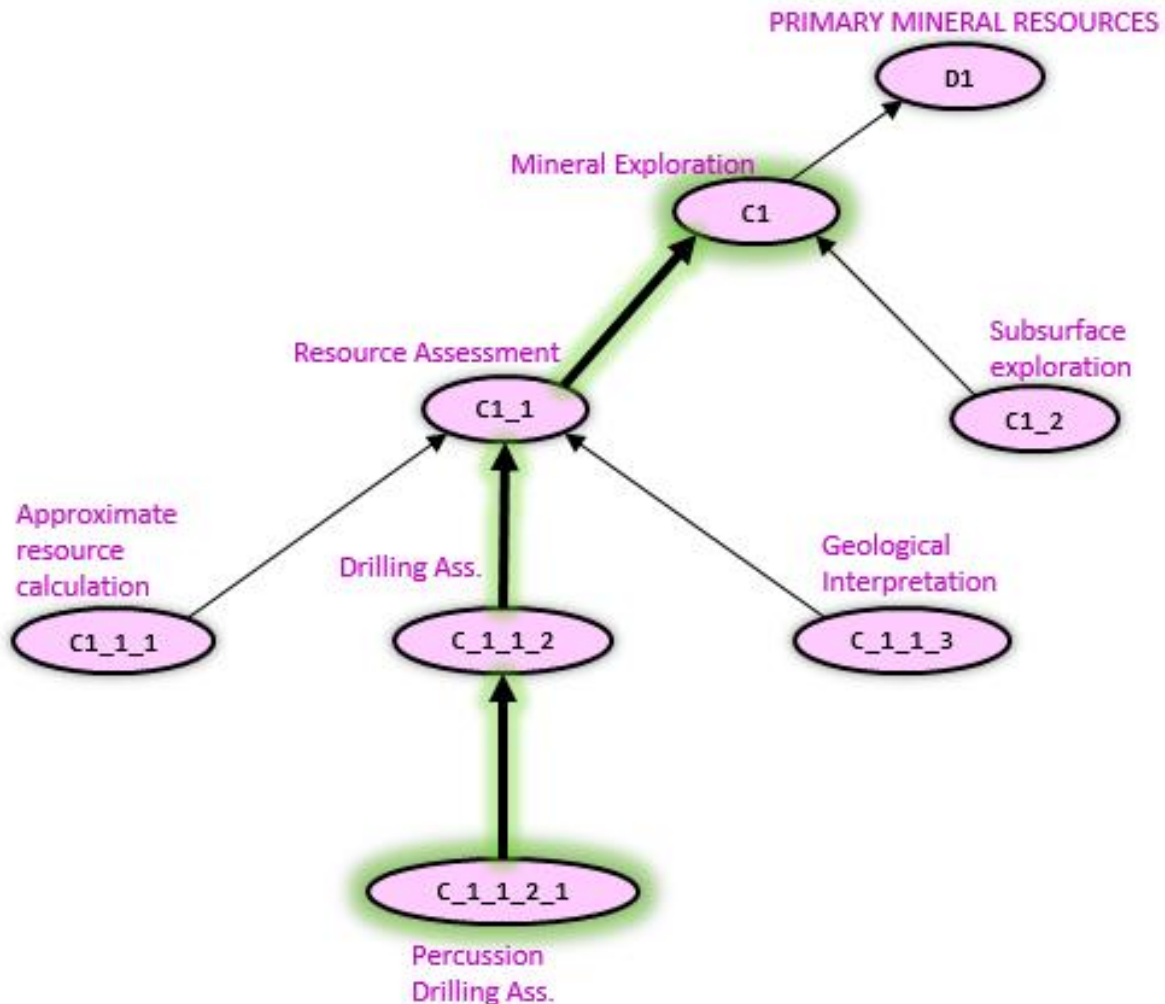 PRIMARY MINERAL RESOURCES
D1
Mineral Exploration
C1
Resource Assessment
C1_1
Subsurface
exploration
C1_2
Approximate
resource
calculation
C1_1_1
Drilling Ass.
C_1_1_2
Geological
Interpretation
C_1_1_3
C_1_1_2_1
Percussion
Drilling Ass.